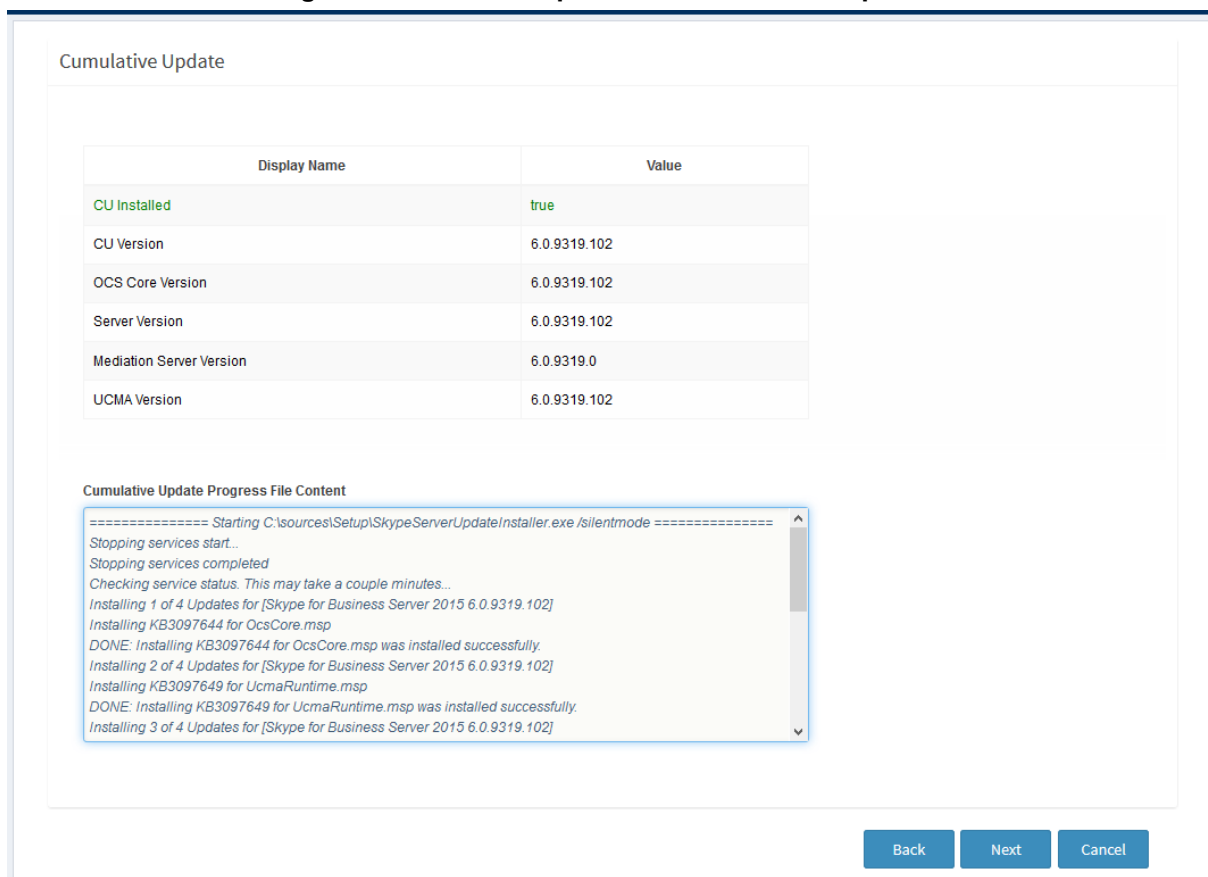 Cumulative Update
Display Name Value
CU Installed true
CU Version 6.0.9319.102
OCS Core Version 6.0.9319.102
Server Version 6.0.9319.102
Mediation Server Version 6.0.9319.0
UCMA Version 6.0.9319.102
Cumulative Update Progress File Content
=============== Starting C:\sources\Setup\SkypeServerUpdateInstaller.exe /silentmode ===============
Stopping services start...
Stopping services completed
Checking service status. This may take a couple minutes...
Installing 1 of 4 Updates for [Skype for Business Server 2015 6.0.9319.102]
Installing KB3097644 for OcsCore.msp
DONE: Installing KB3097644 for OcsCore.msp was installed successfully.
Installing 2 of 4 Updates for [Skype for Business Server 2015 6.0.9319.102]
Installing KB3097649 for UcmaRuntime.msp
DONE: Installing KB3097649 for UcmaRuntime.msp was installed successfully.
Installing 3 of 4 Updates for [Skype for Business Server 2015 6.0.9319.102]
Back Next Cancel